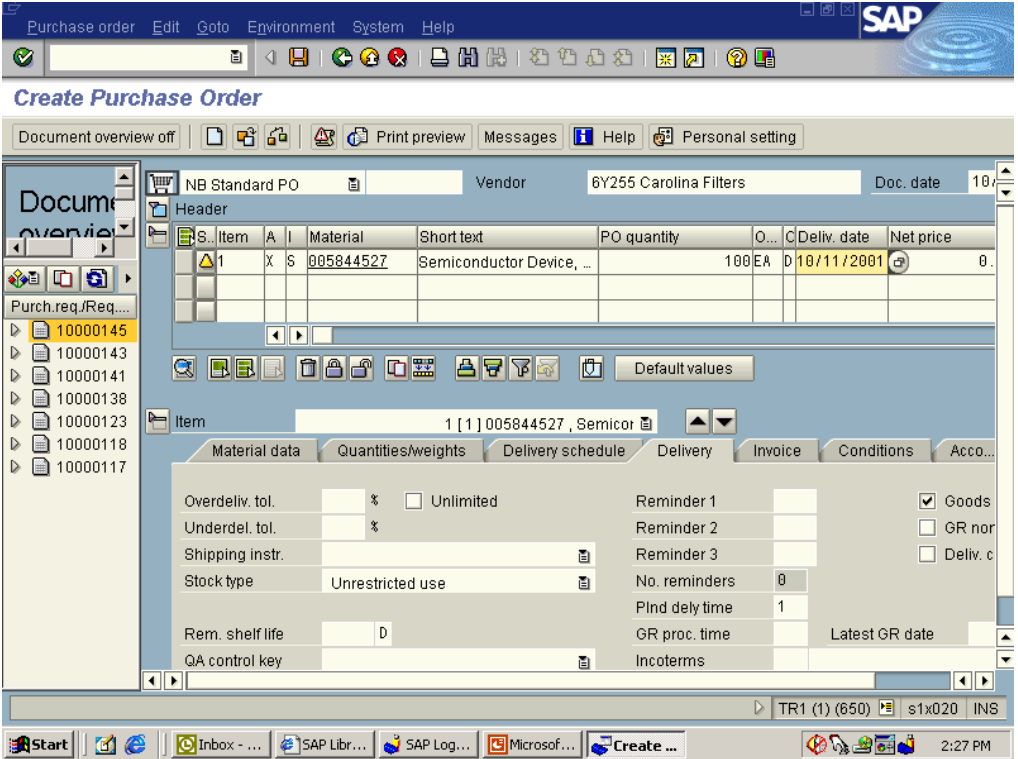 Purchase order Edit Goto Environment System Help
SAP
Create Purchase Order
Document overview off Print preview Messages Help Personal setting
NB Standard PO Vendor 6Y255 Carolina Filters Doc. date 10/
Header
S.. Item A I Material Short text PO quantity O... C Deliv. date Net price
1 X S 005844527 Semiconductor Device, ... 100 EA D 10/11/2001 0.
Default values
Item 1 [ 1 ] 005844527 , Semicor
Material data Quantities/weights Delivery schedule Delivery Invoice Conditions Acco...
Docume
overvie
Purch.req./Req....
10000145
10000143
10000141
10000138
10000123
10000118
10000117
Overdeliv. tol. % Unlimited Reminder 1 Goods
Underdel. tol. % Reminder 2 GR nor
Shipping instr. Reminder 3 Deliv. c
Stock type Unrestricted use No. reminders 0
Plnd dely time 1
Rem. shelf life D GR proc. time Latest GR date
QA control key Incoterms
TR1 (1) (650) s1x020 INS
Start Inbox - ... SAP Libr... SAP Log... Microsof... Create ... 2:27 PM